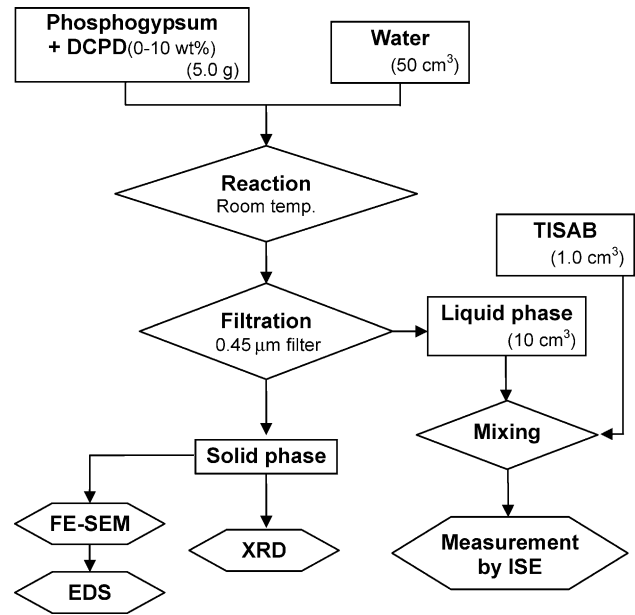 Phosphogypsum
+ DCPD(0-10 wt%)
(5.0 g)
Water
(50 cm³)
Reaction
Room temp.
TISAB
(1.0 cm³)
Filtration
0.45 μm filter
Liquid phase
(10 cm³)
Mixing
Solid phase
FE-SEM
XRD
Measurement
by ISE
EDS